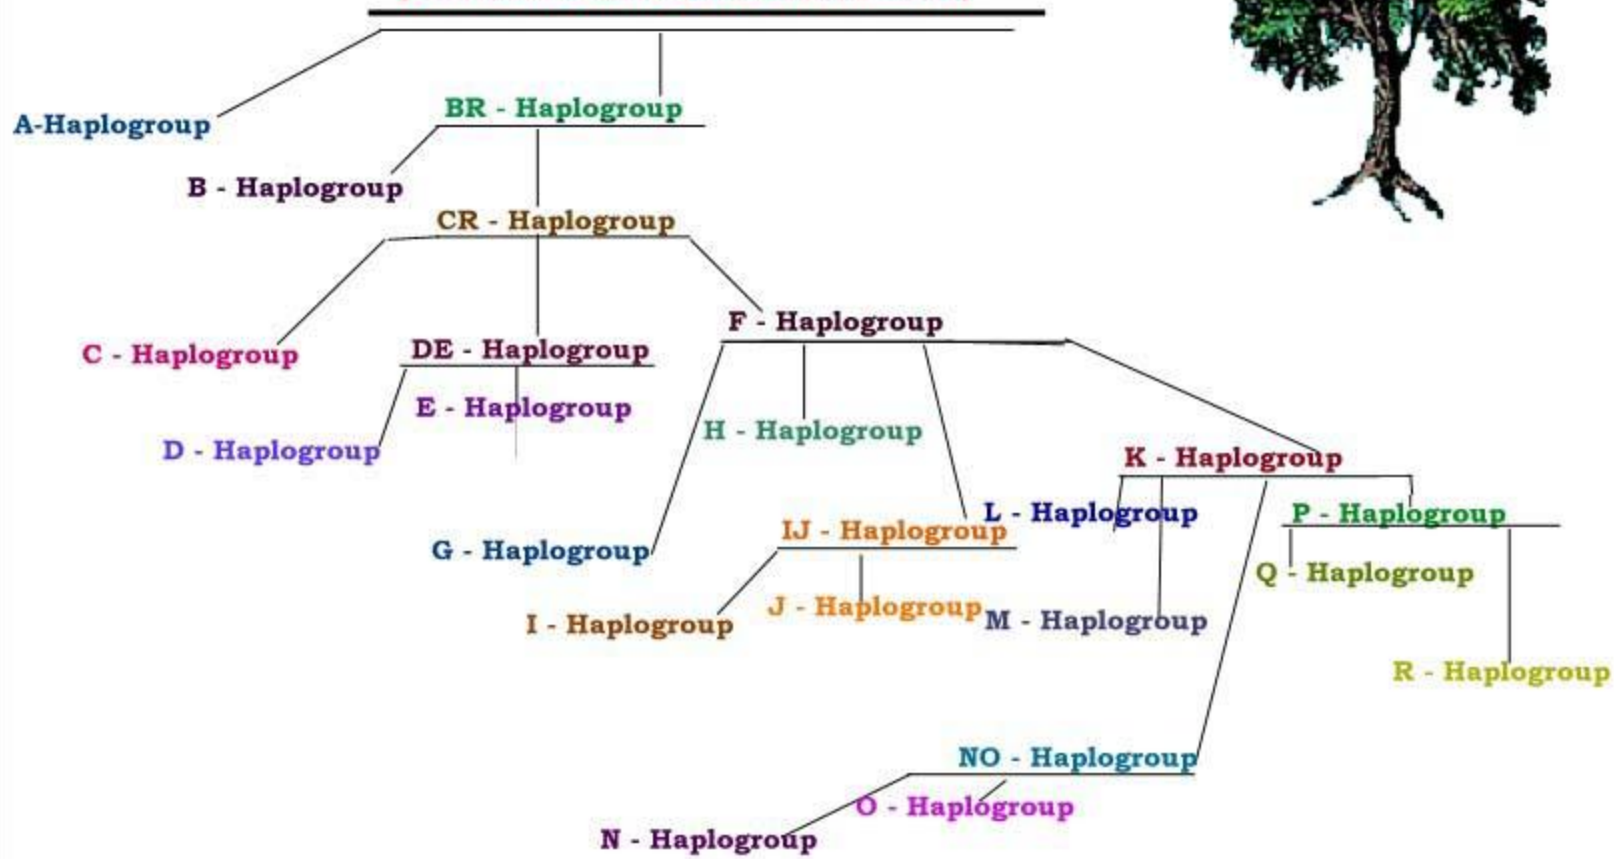 BR - Haplogroup
A-Haplogroup
B - Haplogroup
CR - Haplogroup
F - Haplogroup
C - Haplogroup
DE - Haplogroup
E - Haplogroup
H - Haplogroup
D - Haplogroup
K - Haplogroup
L - Haplogroup
P - Haplogroup
IJ - Haplogroup
G - Haplogroup
Q - Haplogroup
J - Haplogroup
I - Haplogroup
M - Haplogroup
R - Haplogroup
NO - Haplogroup
O - Haplogroup
N - Haplogroup